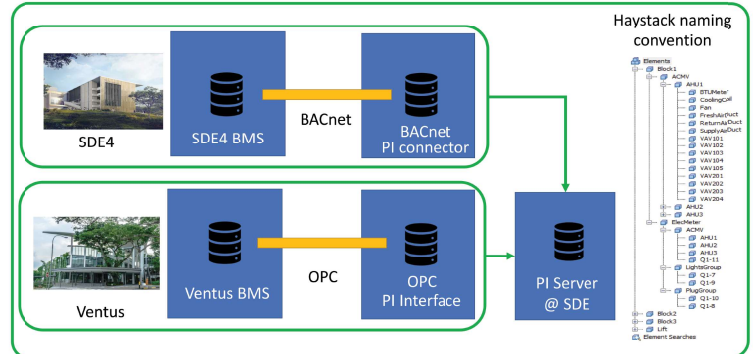 Haystack naming
convention
SDE4
SDE4 BMS
BACnet
BACnet
PI connector
Ventus
Ventus BMS
OPC
OPC
PI Interface
PI Server
@ SDE
Elements
Block1
ACMV
AHU1
BTUMete'
CoolingCail
Fan
FreshAirDuct
ReturnAirDuct
SupplyAirDuct
VAV101
VAV102
VAV103
VAV104
VAV105
VAV201
VAV202
VAV203
VAV204
AHU2
AHU3
ElecMeter
ACMV
AHU1
AHU2
AHU3
Q1-11
LightsGroup
Q1-7
Q1-9
PlugGroup
Q1-10
Q1-8
Block2
Block3
Lift
Element Searches